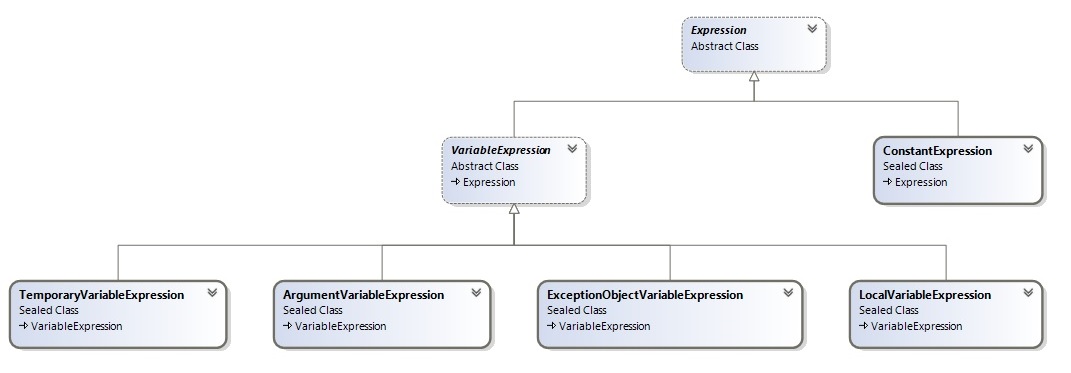 Expression
Abstract Class
VariableExpression
Abstract Class
Expression
ConstantExpression
Sealed Class
Expression
TemporaryVariableExpression
Sealed Class
VariableExpression
ArgumentVariableExpression
Sealed Class
VariableExpression
ExceptionObjectVariableExpression
Sealed Class
VariableExpression
LocalVariableExpression
Sealed Class
VariableExpression